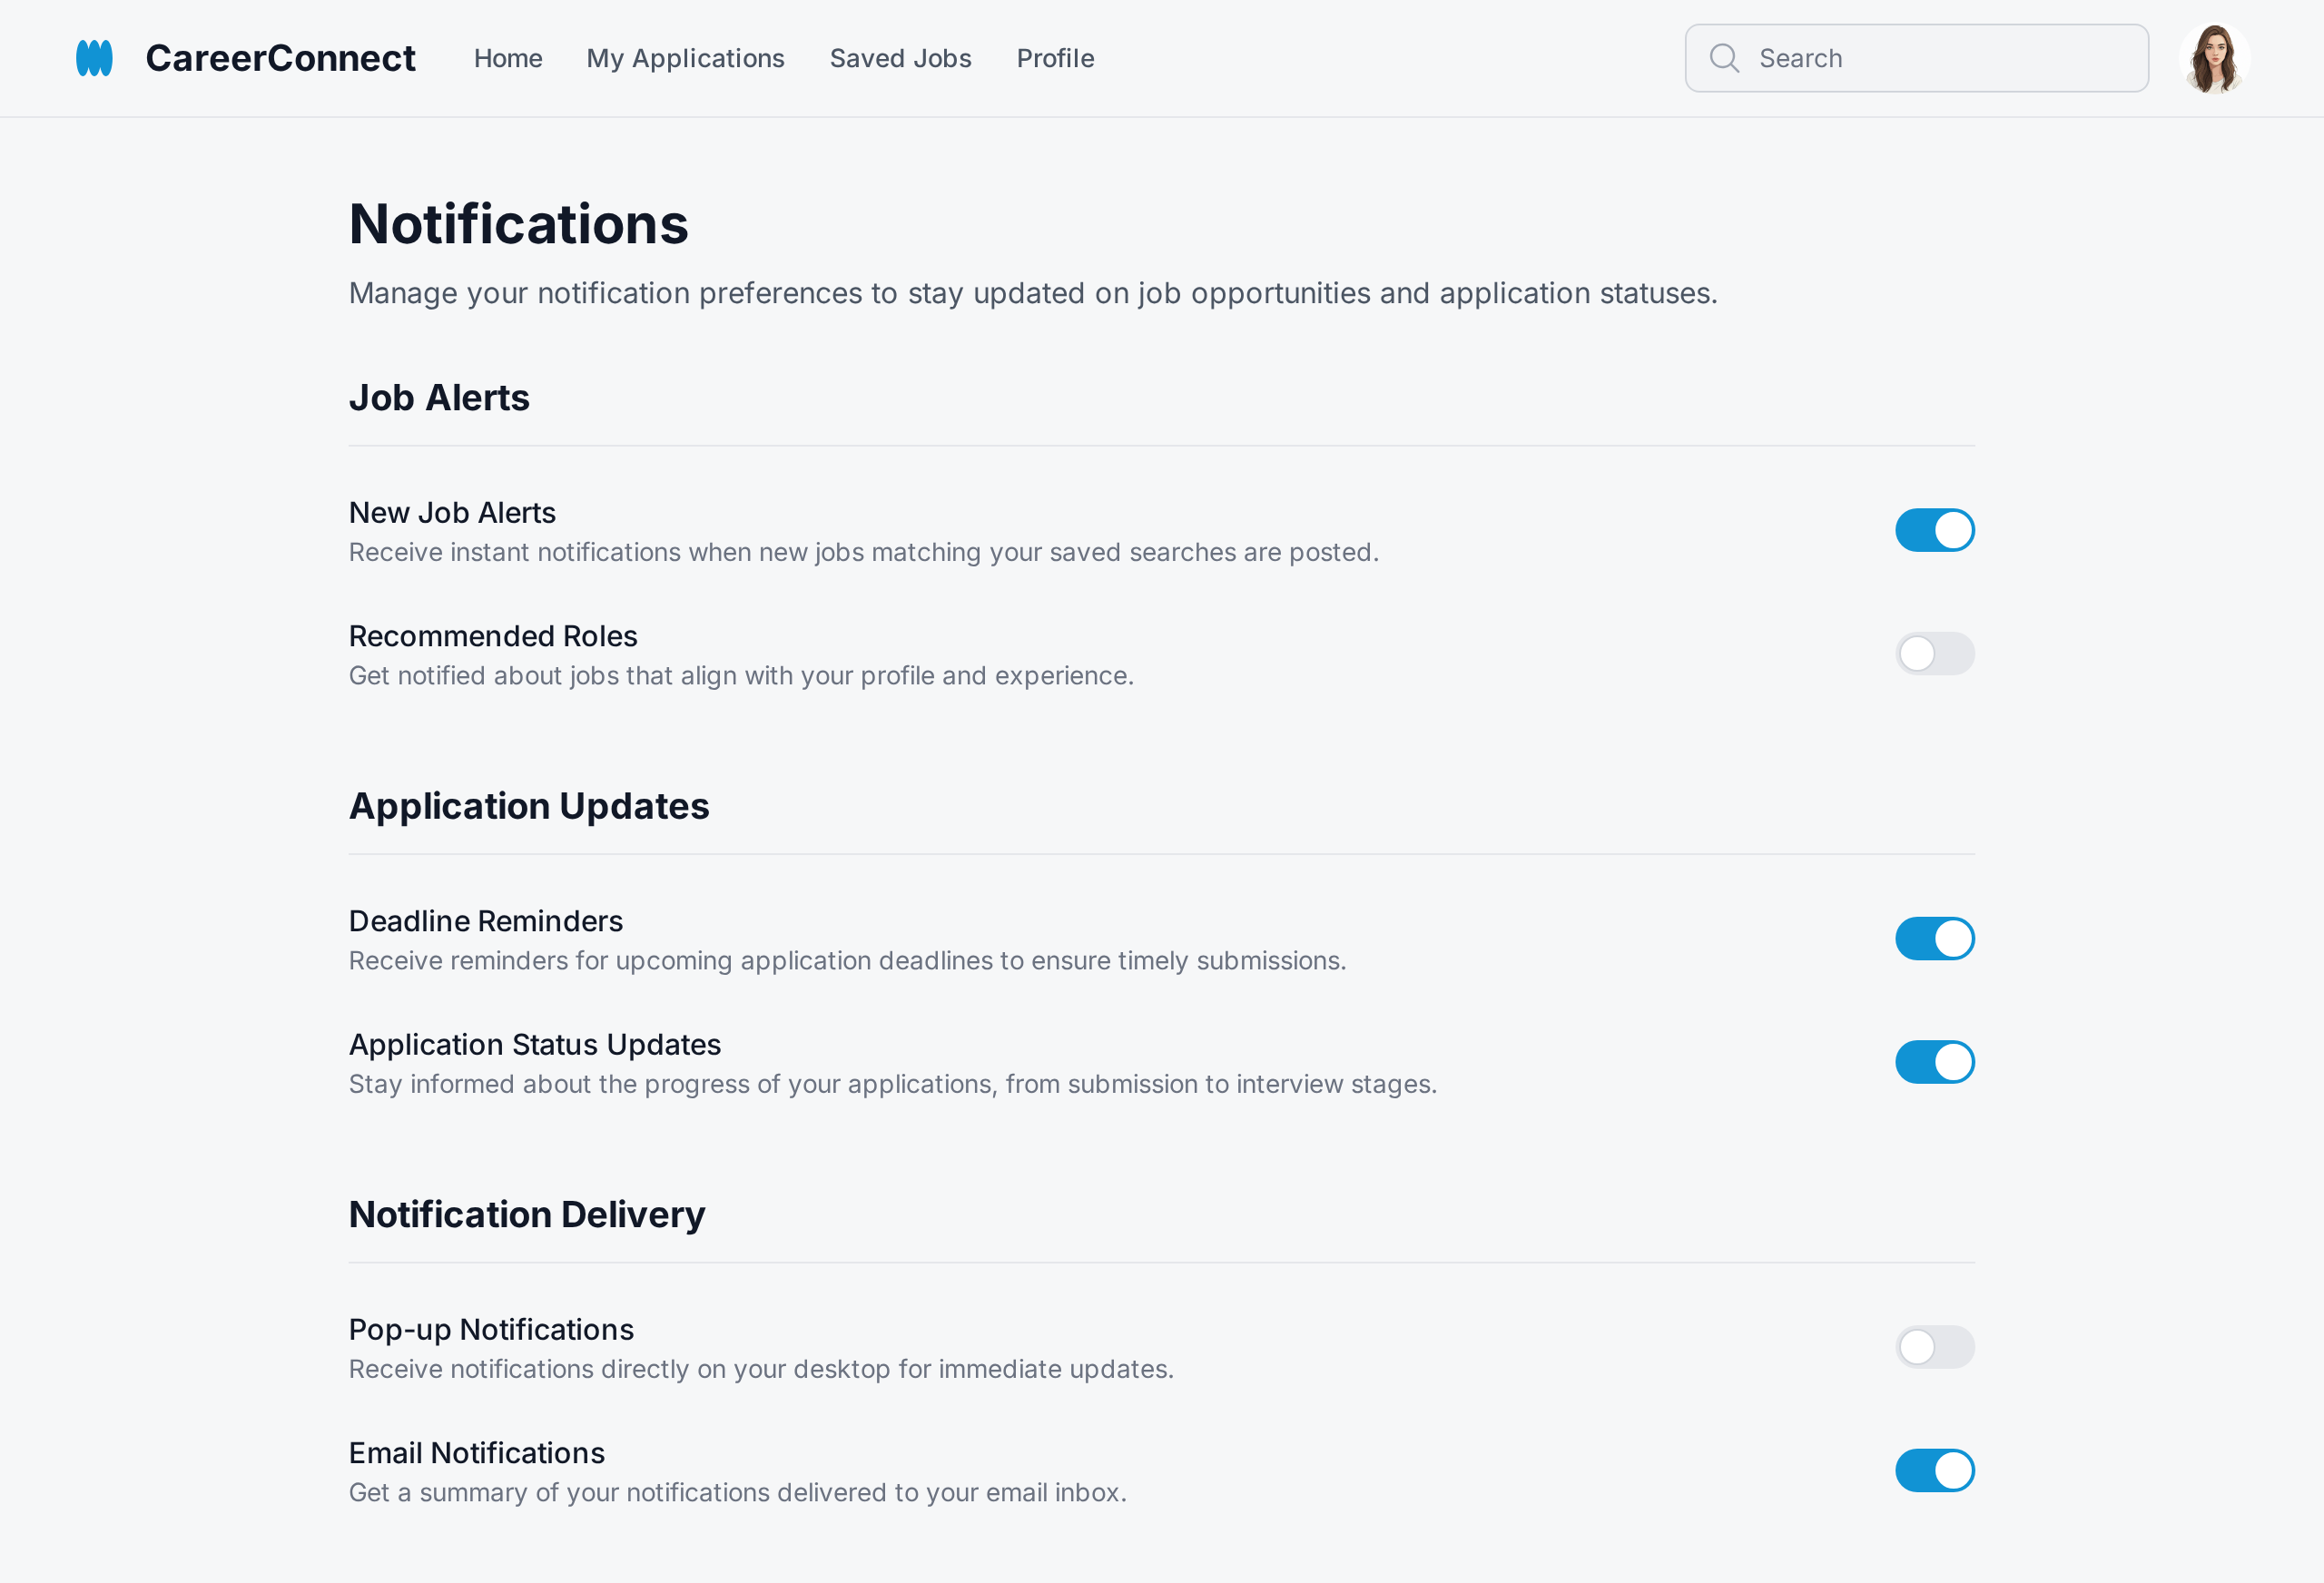 CareerConnect
Home
My Applications
Saved Jobs
Profile
Search
Notifications
Manage your notification preferences to stay updated on job opportunities and application statuses.
Job Alerts
New Job Alerts
Receive instant notifications when new jobs matching your saved searches are posted.
Recommended Roles
Get notified about jobs that align with your profile and experience.
Application Updates
Deadline Reminders
Receive reminders for upcoming application deadlines to ensure timely submissions.
Application Status Updates
Stay informed about the progress of your applications, from submission to interview stages.
Notification Delivery
Pop-up Notifications
Receive notifications directly on your desktop for immediate updates.
Email Notifications
Get a summary of your notifications delivered to your email inbox.